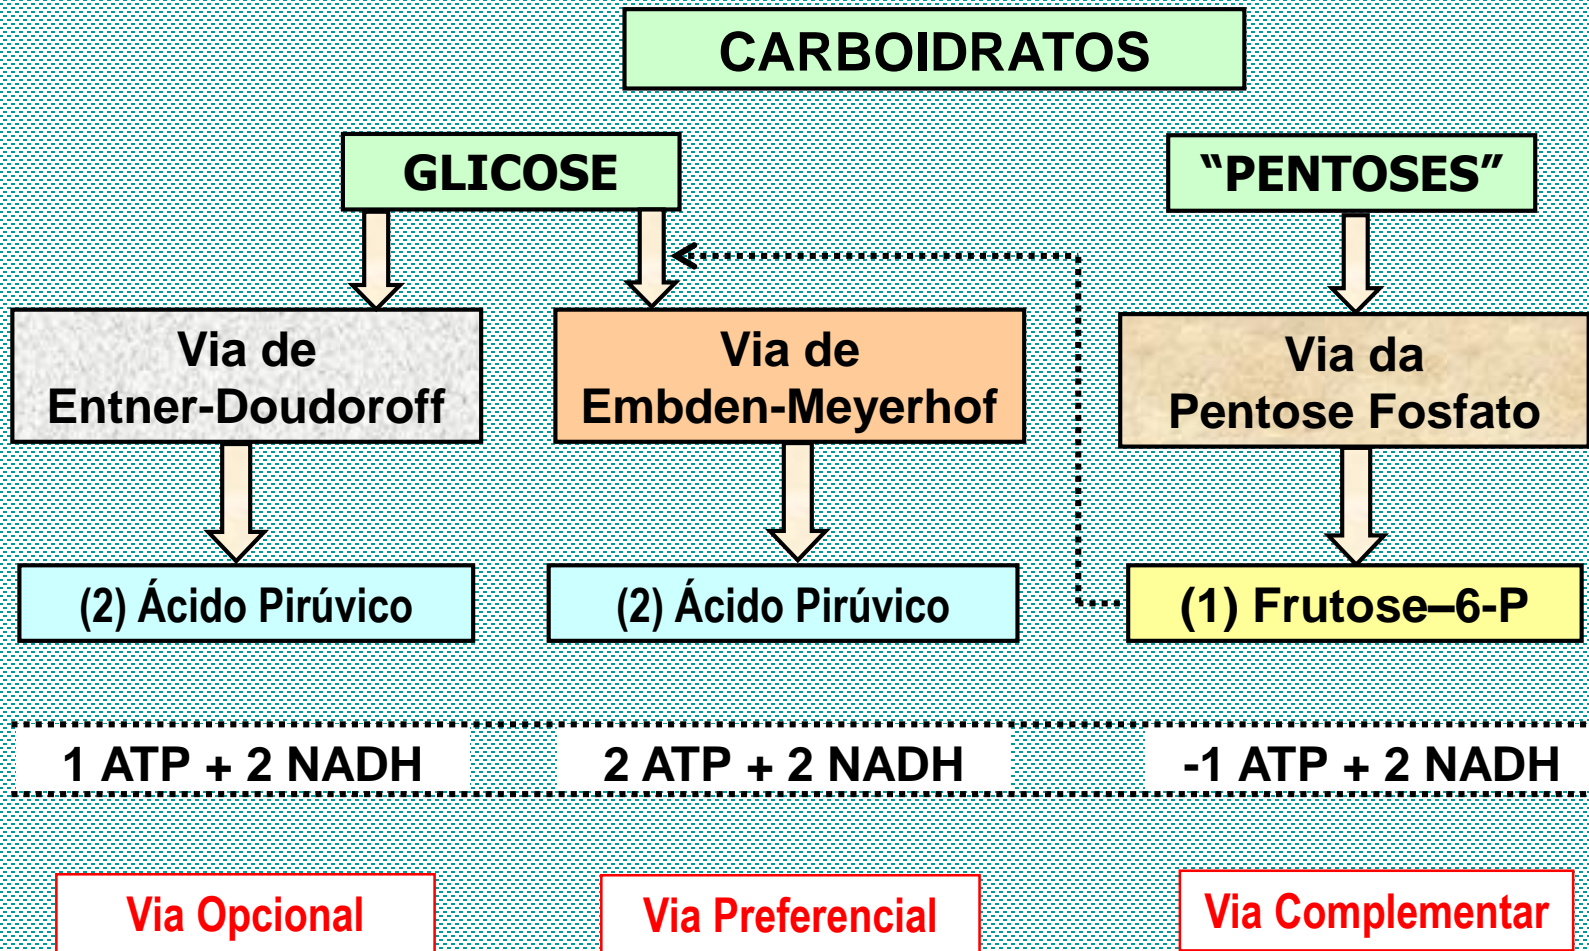 CARBOIDRATOS
GLICOSE
“PENTOSES”
Via de
Entner-Doudoroff
Via de
Embden-Meyerhof
Via da
Pentose Fosfato
(2) Ácido Pirúvico
(2) Ácido Pirúvico
(1) Frutose–6-P
1 ATP + 2 NADH
2 ATP + 2 NADH
-1 ATP + 2 NADH
Via Opcional
Via Preferencial
Via Complementar